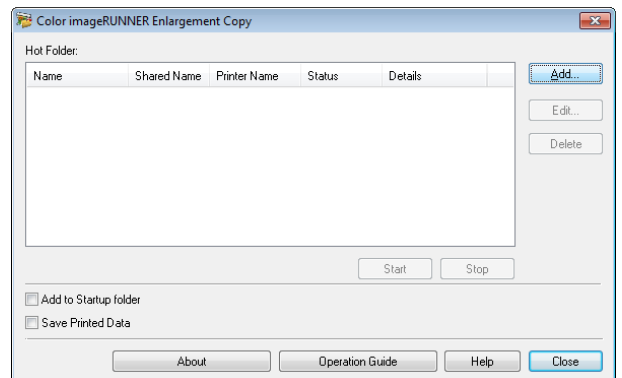 Color imageRUNNER Enlargement Copy
Hot Folder:
Name Shared Name Printer Name Status Details
Add...
Edit...
Delete
Start Stop
Add to Startup folder
Save Printed Data
About Operation Guide Help Close